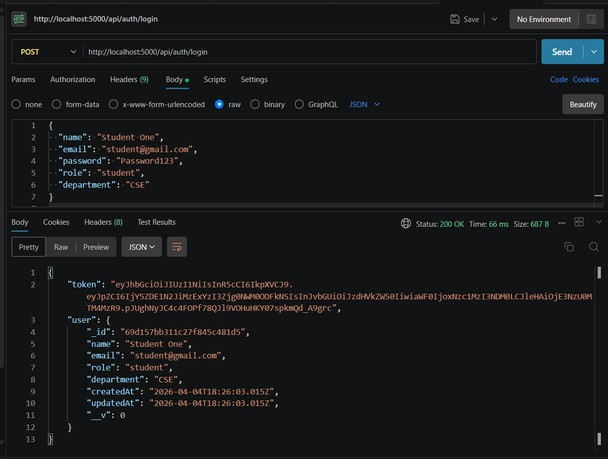 http://localhost:5000/api/auth/login
Save
No Environment
POST
http://localhost:5000/api/auth/login
Send
Params Authorization Headers (9) Body Scripts Settings Code Cookies
none form-data x-www-form-urlencoded raw binary GraphQL JSON Beautify
1 {
2 "name": "Student One",
3 "email": "student@gmail.com",
4 "password": "Password123",
5 "role": "student",
6 "department": "CSE"
7 }
Body Cookies Headers (8) Test Results Status: 200 OK Time: 66 ms Size: 687 B
Pretty Raw Preview JSON
1 {
2 "token": "eyJhbGciOiJIUzI1NiIsInR5cCI6IkpXVCJ9.
3 "user": {
4 "_id": "69d157bb311c27f845c481d5",
5 "name": "Student One",
6 "email": "student@gmail.com",
7 "role": "student",
8 "department": "CSE",
9 "createdAt": "2026-04-04T18:26:03.015Z",
10 "updatedAt": "2026-04-04T18:26:03.015Z",
11 "__v": 0
12 }
13 }